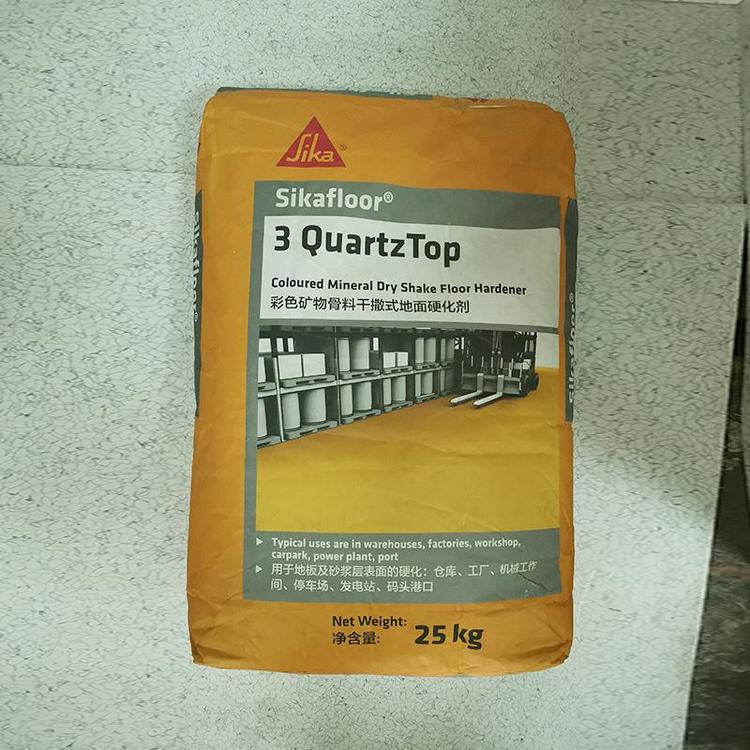 Sika®
Sikafloor®
3 QuartzTop
Coloured Mineral Dry Shake Floor Hardener
彩色矿物骨料干撒式地面硬化剂
Typical uses are in warehouses, factories, workshop,
carpark, power plant, port
用于地板及砂浆层表面的硬化：仓库、工厂、机械工作
间、停车场、发电站、码头港口
Net Weight:
净含量:
25 kg
Sikafloor
Sikafloor®